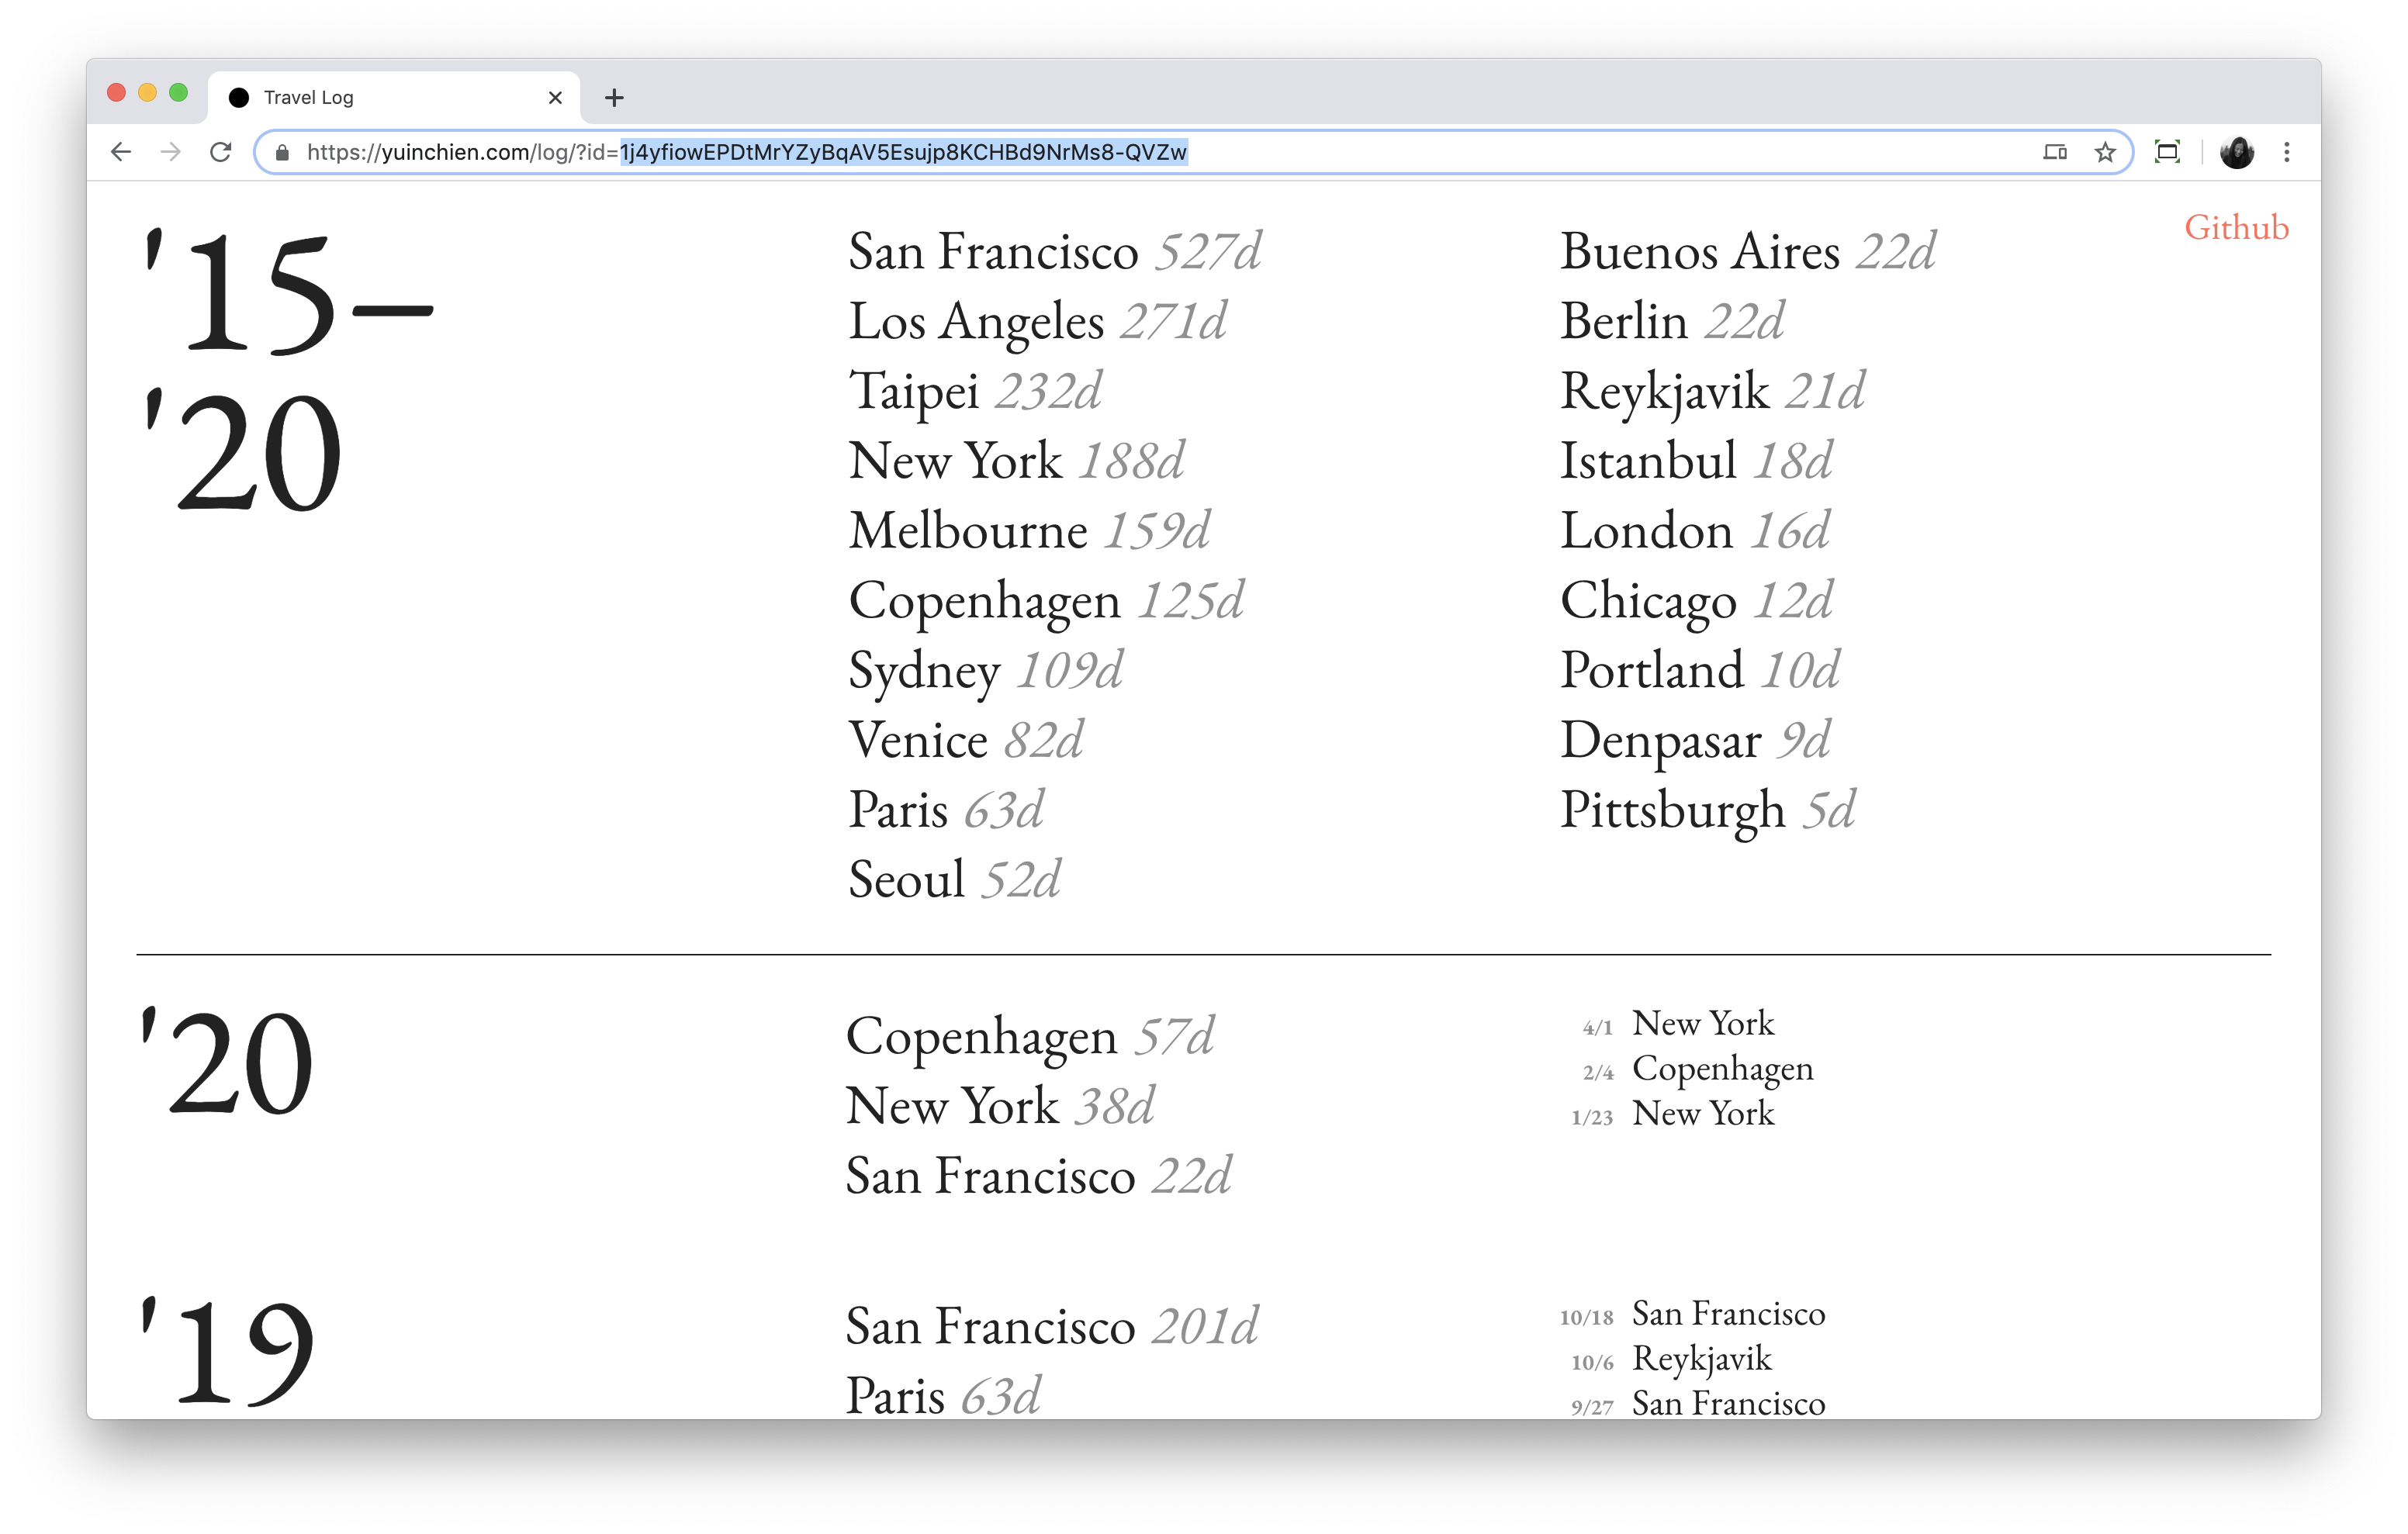 Travel Log
https://yuinchien.com/log/?id=1j4yfiowEPDtMrYZyBqAV5Esujp8KCHBd9NrMs8-QVZw
Github
'15–
'20
San Francisco 527d
Los Angeles 271d
Taipei 232d
New York 188d
Melbourne 159d
Copenhagen 125d
Sydney 109d
Venice 82d
Paris 63d
Seoul 52d
Buenos Aires 22d
Berlin 22d
Reykjavik 21d
Istanbul 18d
London 16d
Chicago 12d
Portland 10d
Denpasar 9d
Pittsburgh 5d
'20
Copenhagen 57d
New York 38d
San Francisco 22d
4/1 New York
2/4 Copenhagen
1/23 New York
'19
San Francisco 201d
Paris 63d
10/18 San Francisco
10/6 Reykjavik
9/27 San Francisco